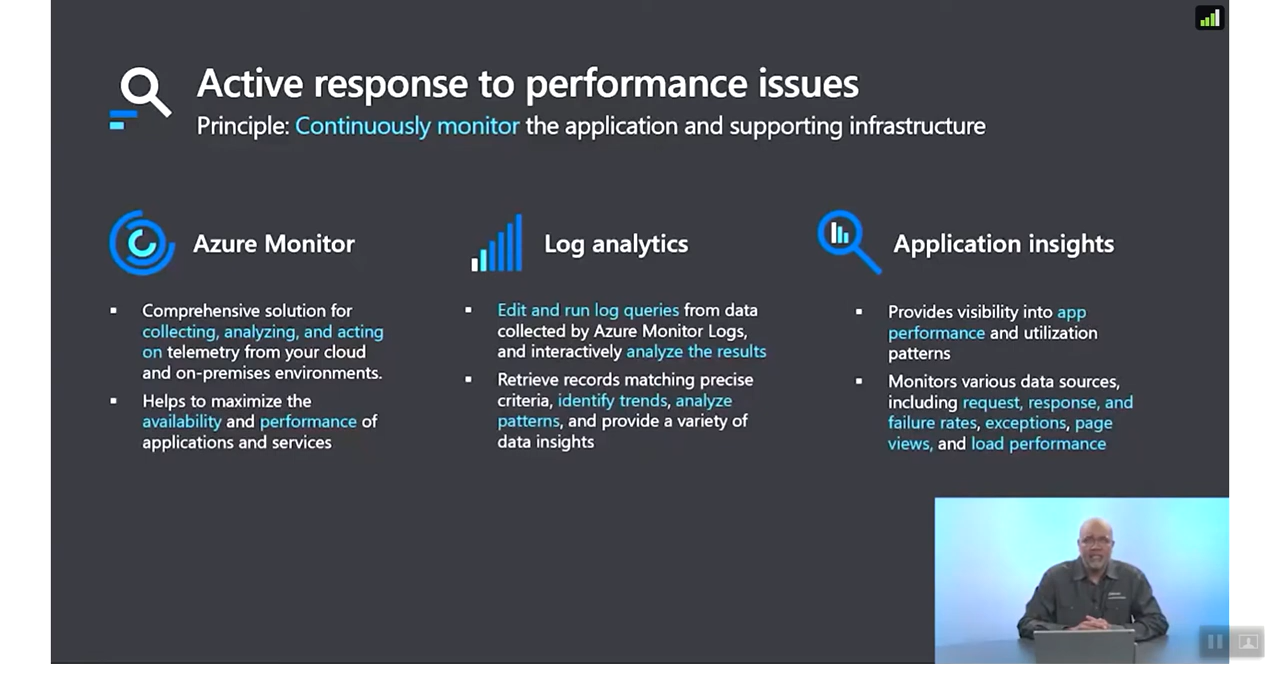 Active response to performance issues
Principle: Continuously monitor the application and supporting infrastructure
Azure Monitor
▪ Comprehensive solution for
collecting, analyzing, and acting
on telemetry from your cloud
and on-premises environments.
▪ Helps to maximize the
availability and performance of
applications and services
Log analytics
▪ Edit and run log queries from data
collected by Azure Monitor Logs,
and interactively analyze the results
▪ Retrieve records matching precise
criteria, identify trends, analyze
patterns, and provide a variety of
data insights
Application insights
▪ Provides visibility into app
performance and utilization
patterns
▪ Monitors various data sources,
including request, response, and
failure rates, exceptions, page
views, and load performance